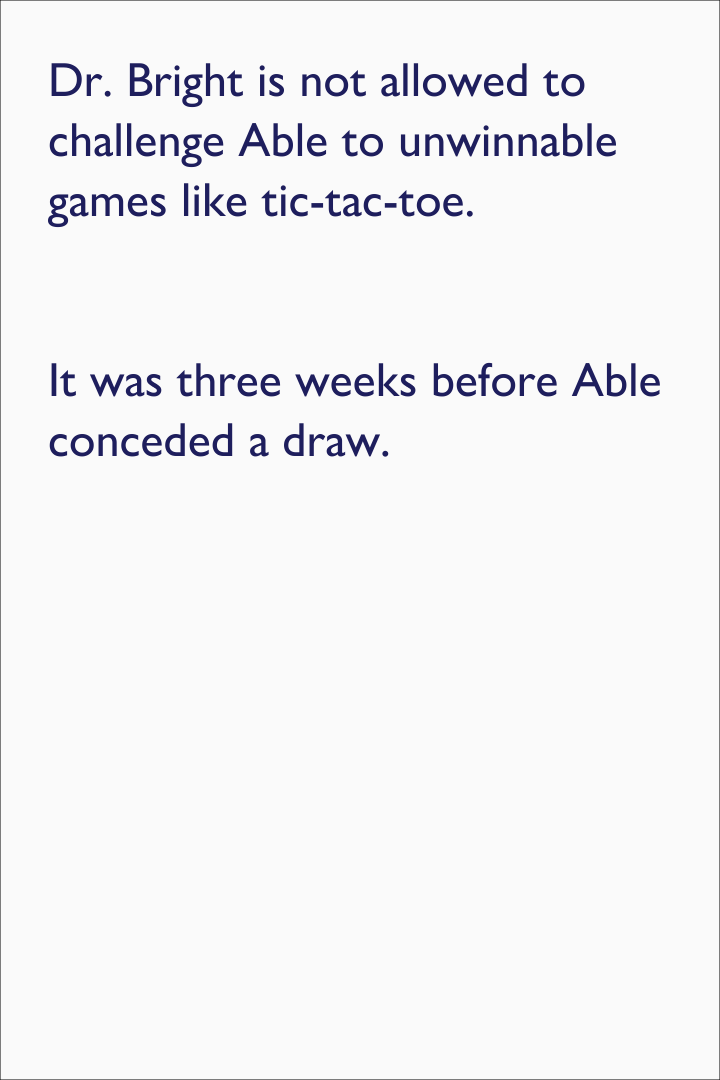 Dr. Bright is not allowed to
challenge Able to unwinnable
games like tic-tac-toe.
It was three weeks before Able
conceded a draw.